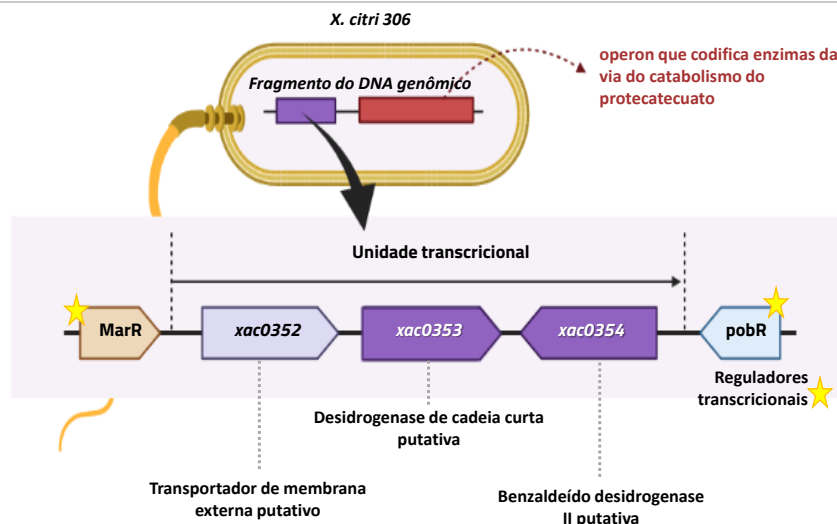 X. citri 306
operon que codifica enzimas da
via do catabolismo do
protecatecuato
Fragmento do DNA genômico
Unidade transcricional
MarR
xac0352
xac0353
xac0354
pobR
Reguladores
transcricionais
Desidrogenase de cadeia curta
putativa
Transportador de membrana
externa putativo
Benzaldeído desidrogenase
II putativa